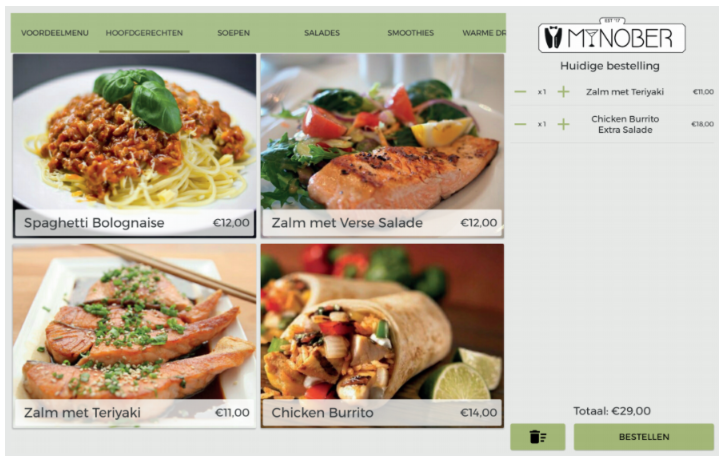 VOORDEELMENU
HOOFDGERECHTEN
SOEPEN
SALADES
SMOOTHIES
WARME DR
Spaghetti Bolognaise €12,00
Zalm met Verse Salade €12,00
Zalm met Teriyaki €11,00
Chicken Burrito €14,00
EST '17
MYNOBER
Huidige bestelling
x1 Zalm met Teriyaki €11,00
x1 Chicken Burrito €18,00
Extra Salade
Totaal: €29,00
BESTELLEN